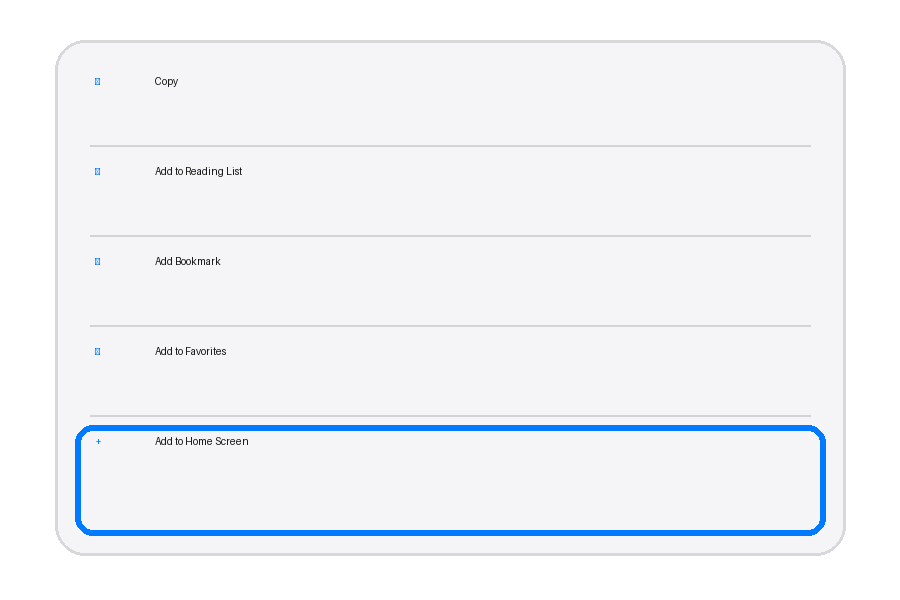 Copy
Add to Reading List
Add Bookmark
Add to Favorites
+ Add to Home Screen